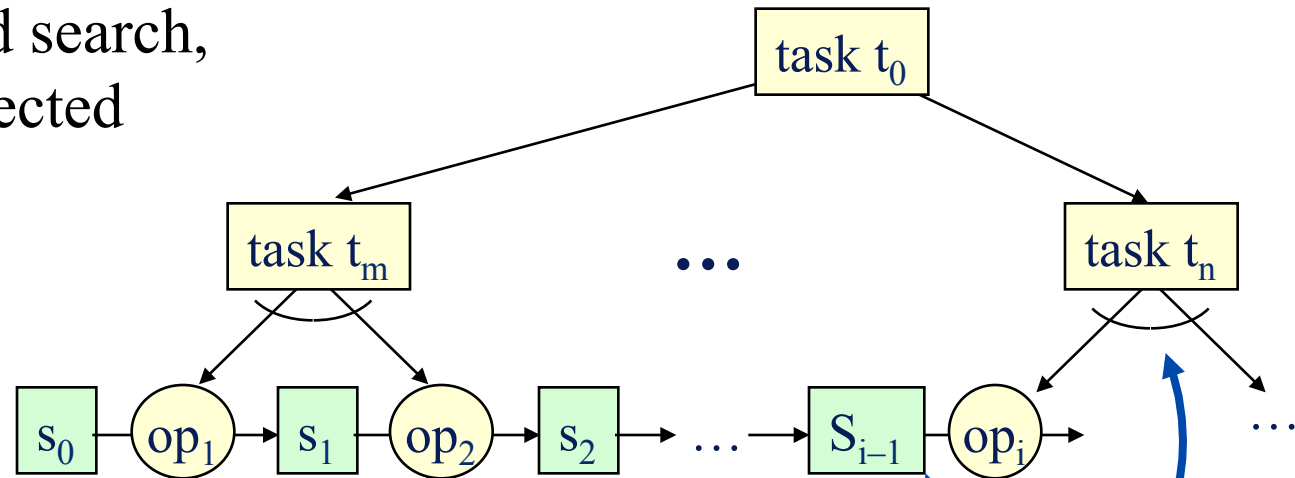 d search,
ected
task t₀
task tₘ ... task tₙ
s₀ op₁ s₁ op₂ s₂ ... Sᵢ₋₁ opᵢ ...